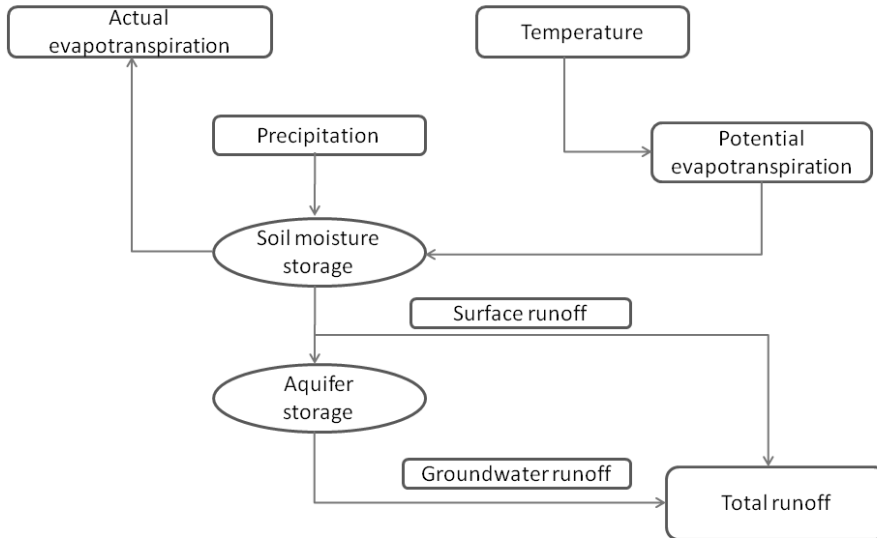 Actual
evapotranspiration
Temperature
Precipitation
Potential
evapotranspiration
Soil moisture
storage
Surface runoff
Aquifer
storage
Groundwater runoff
Total runoff